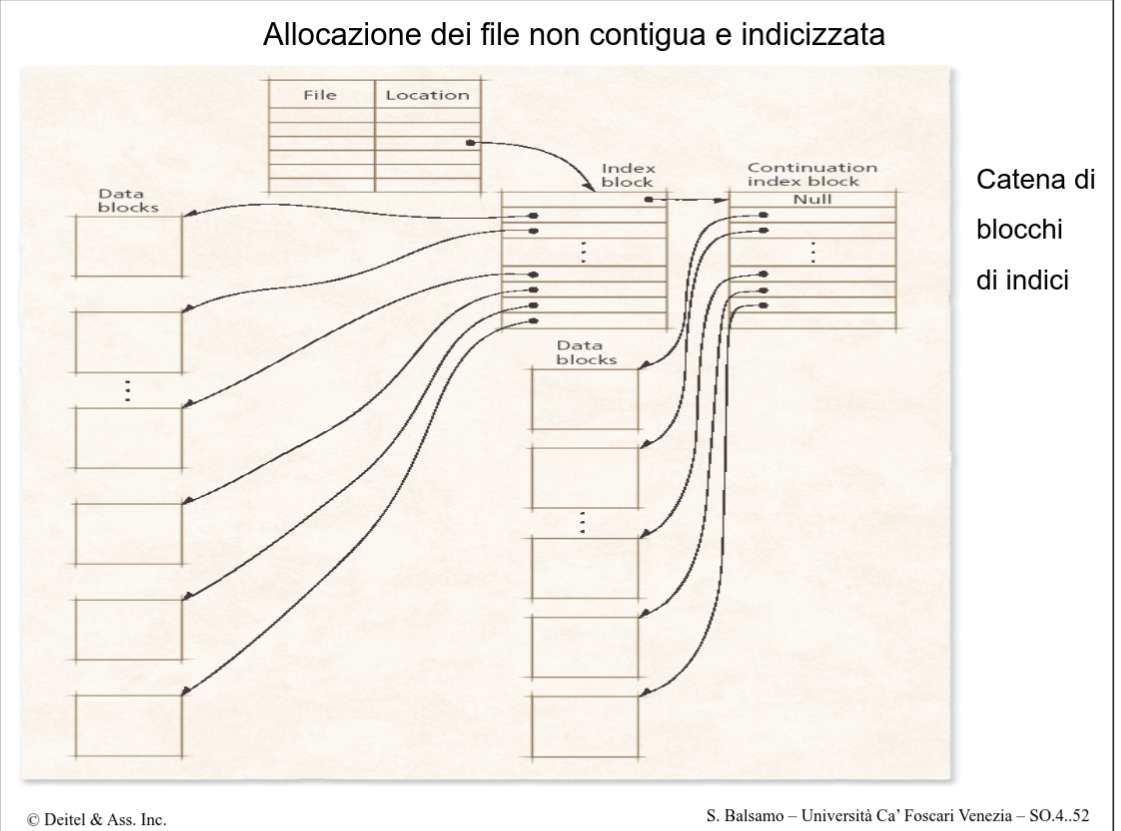 Allocazione dei file non contigua e indicizzata
File
Location
Index
block
Continuation
index block
Null
Data
blocks
Data
blocks
Catena di
blocchi
di indici
© Deitel & Ass. Inc.
S. Balsamo – Università Ca’ Foscari Venezia – SO.4..52